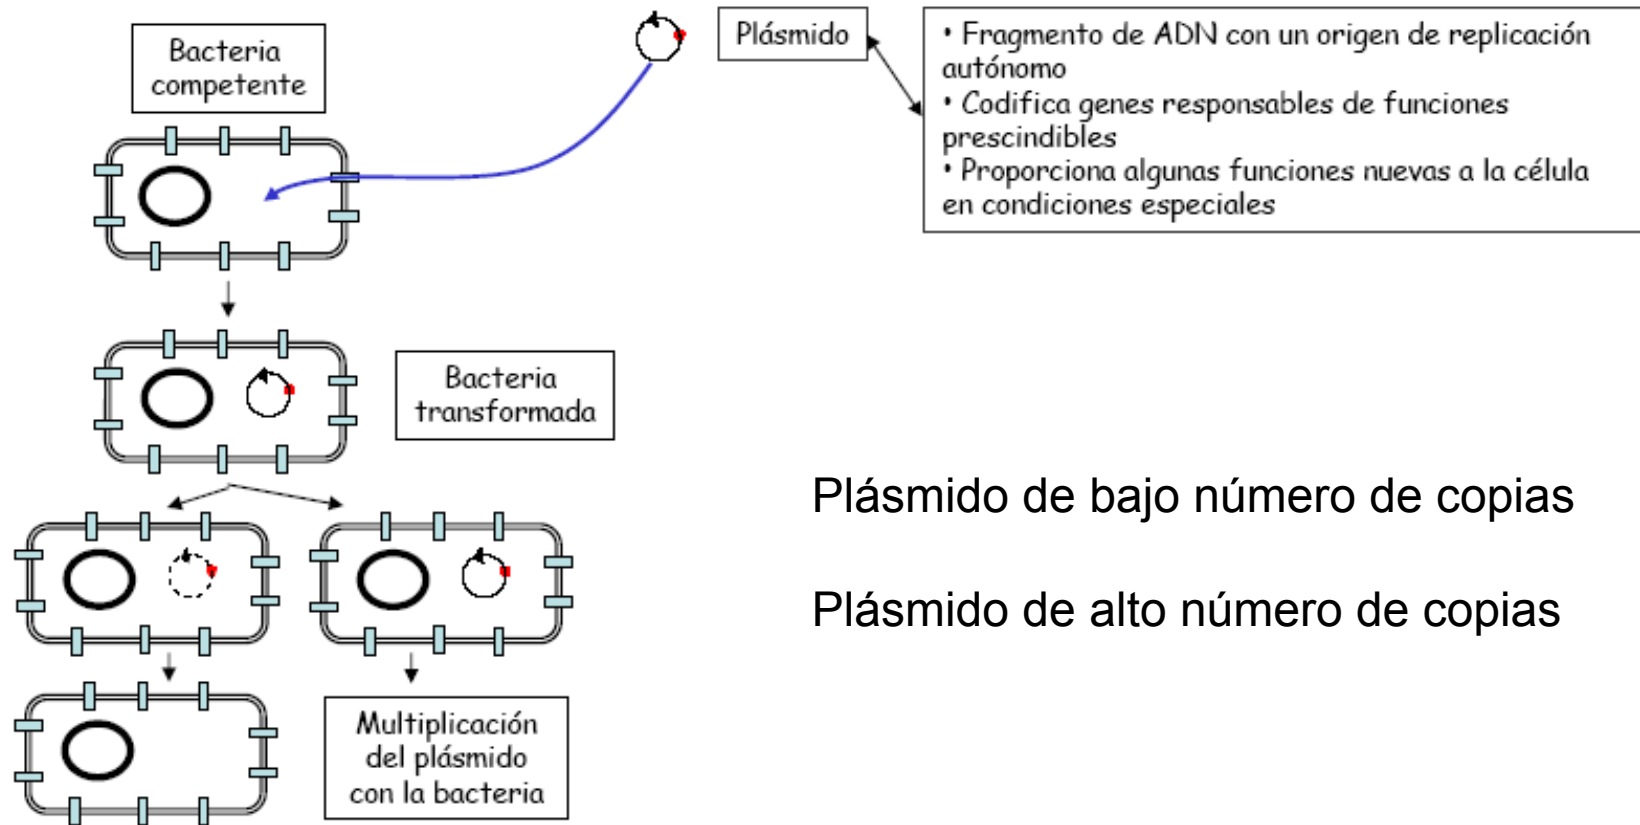 Bacteria
competente
Plásmido
• Fragmento de ADN con un origen de replicación
autónomo
• Codifica genes responsables de funciones
prescindibles
• Proporciona algunas funciones nuevas a la célula
en condiciones especiales
Bacteria
transformada
Plásmido de bajo número de copias
Plásmido de alto número de copias
Multiplicación
del plásmido
con la bacteria